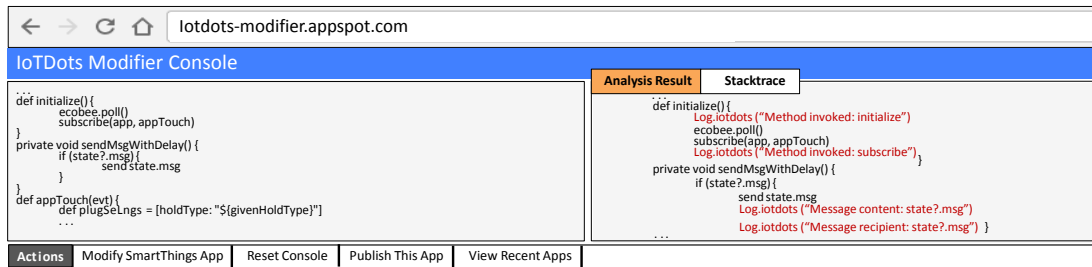 Iotdots-modifier.appspot.com
IoTDots Modifier Console
. . .
def initialize() {
ecobee.poll()
subscribe(app, appTouch)
}
private void sendMsgWithDelay() {
if (state?.msg) {
send state.msg
}
}
def appTouch(evt) {
def plugSeLngs = [holdType: "${givenHoldType}"]
. . .
Analysis Result Stacktrace
. . .
def initialize() {
Log.iotdots ("Method invoked: initialize")
ecobee.poll()
subscribe(app, appTouch)
Log.iotdots ("Method invoked: subscribe") }
private void sendMsgWithDelay() {
if (state?.msg) {
send state.msg
Log.iotdots ("Message content: state?.msg")
Log.iotdots ("Message recipient: state?.msg") }
. . .
Actions Modify SmartThings App Reset Console Publish This App View Recent Apps